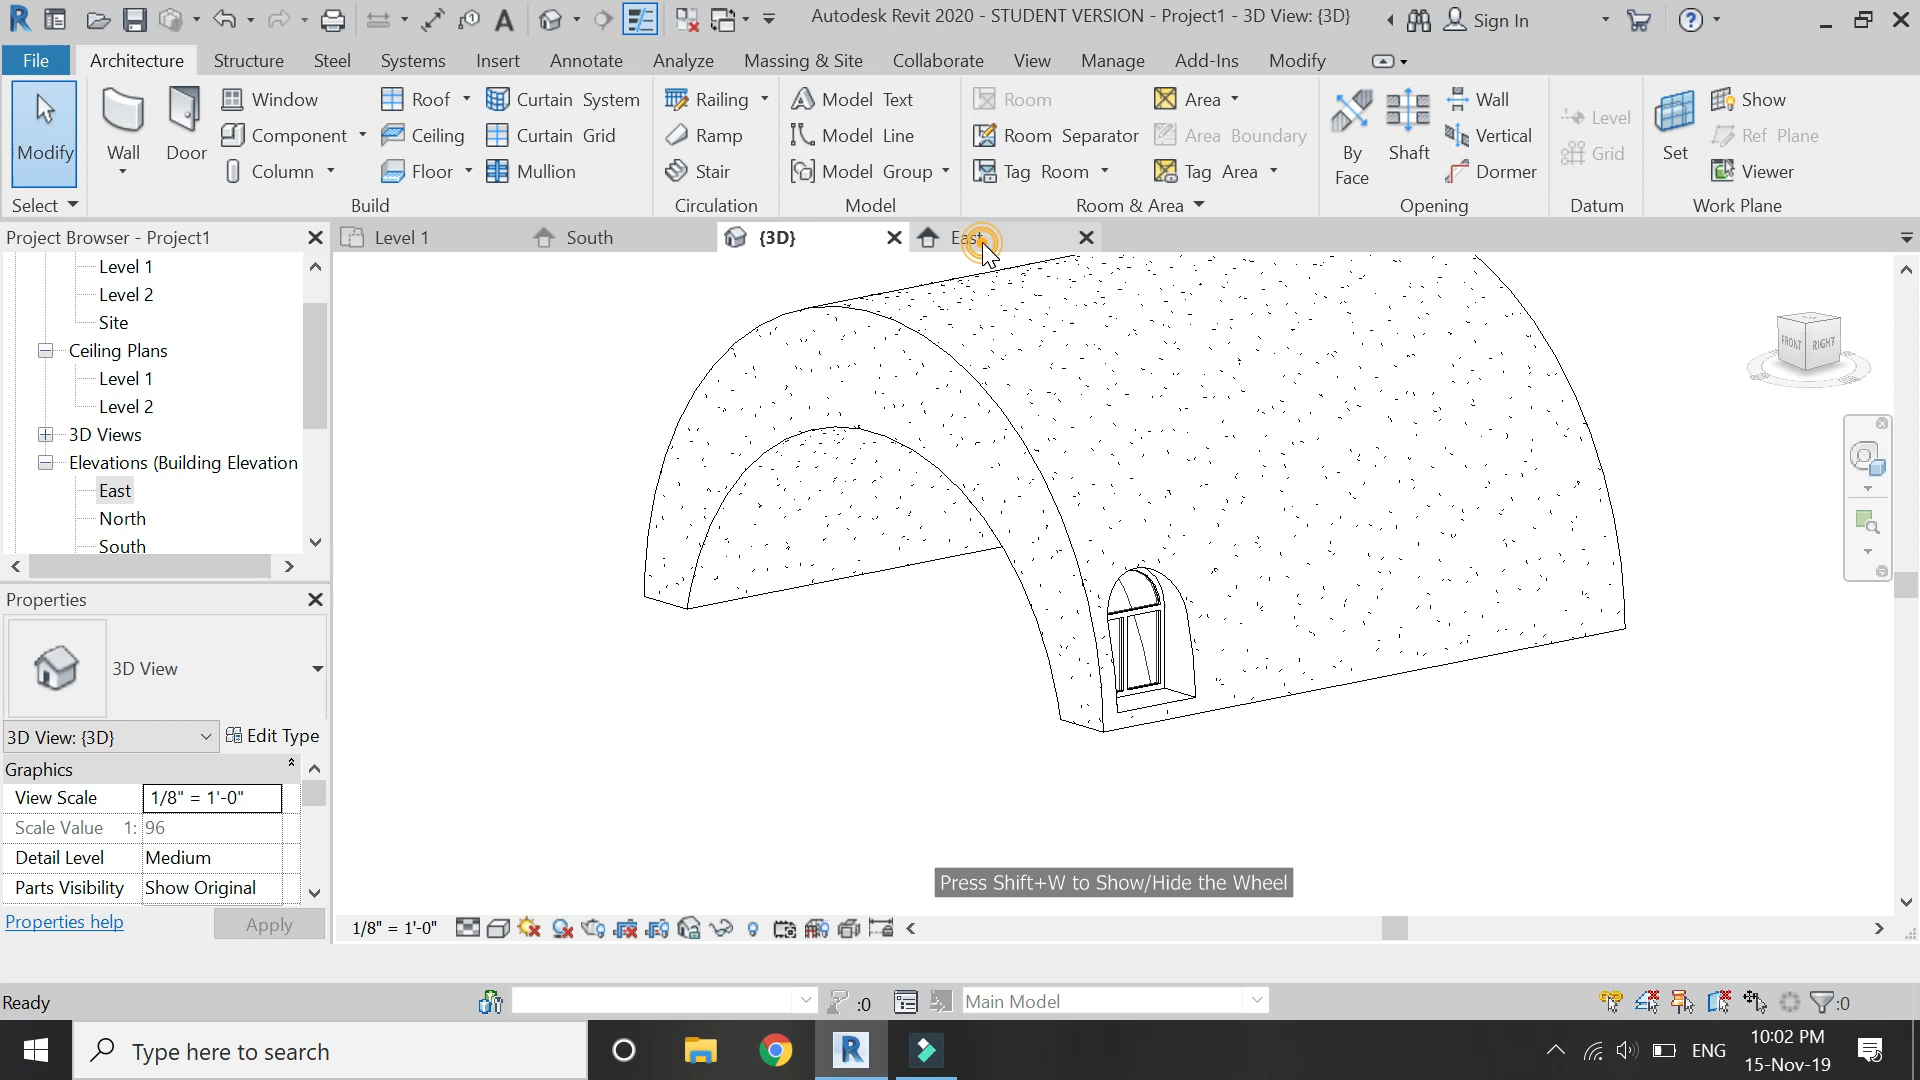 Autodesk Revit 2020 - STUDENT VERSION - Project1 - 3D View: {3D}
Sign In
File
Architecture
Structure
Steel
Systems
Insert
Annotate
Analyze
Massing & Site
Collaborate
View
Manage
Add-Ins
Modify
Window
Roof
Curtain System
Railing
Model Text
Room
Area
Wall
Show
Component
Ceiling
Curtain Grid
Ramp
Model Line
Room Separator
Area Boundary
Vertical
Level
Ref Plane
Modify
Wall
Door
By Face
Shaft
Grid
Set
Column
Floor
Mullion
Stair
Model Group
Tag Room
Tag Area
Dormer
Viewer
Select
Build
Circulation
Model
Room & Area
Opening
Datum
Work Plane
Project Browser - Project1
Level 1
South
{3D}
East
Level 1
Level 2
Site
Ceiling Plans
Level 1
Level 2
3D Views
Elevations (Building Elevation
East
North
South
FRONT
RIGHT
Properties
3D View
3D View: {3D}
Edit Type
Graphics
View Scale
1/8" = 1'-0"
Scale Value 1:
96
Detail Level
Medium
Parts Visibility
Show Original
Properties help
Apply
Press Shift+W to Show/Hide the Wheel
1/8" = 1'-0"
Ready
:0
Main Model
:0
Type here to search
ENG
10:02 PM
15-Nov-19